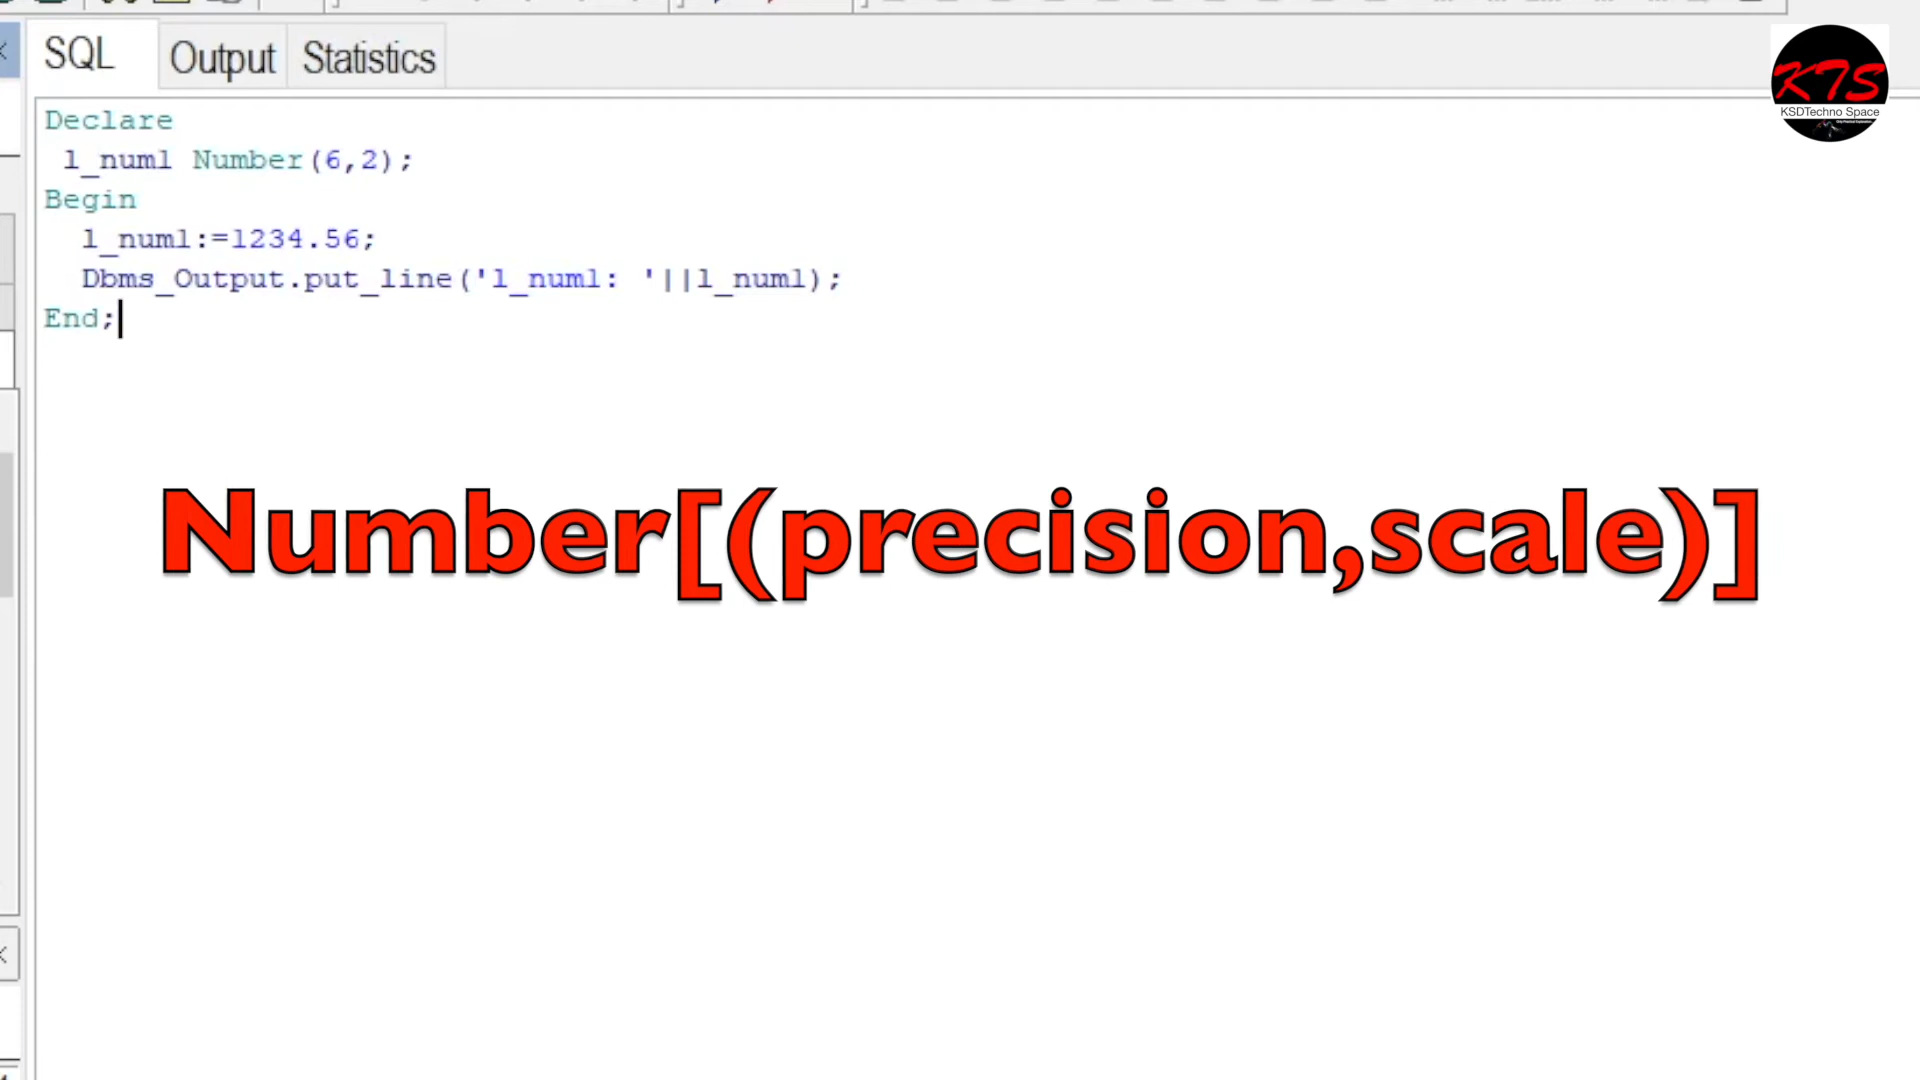 SQL Output Statistics
KTS
KSDTechno Space
Declare
l_num1 Number(6,2);
Begin
l_num1:=1234.56;
Dbms_Output.put_line('l_num1: '||l_num1);
End;
Number[(precision,scale)]